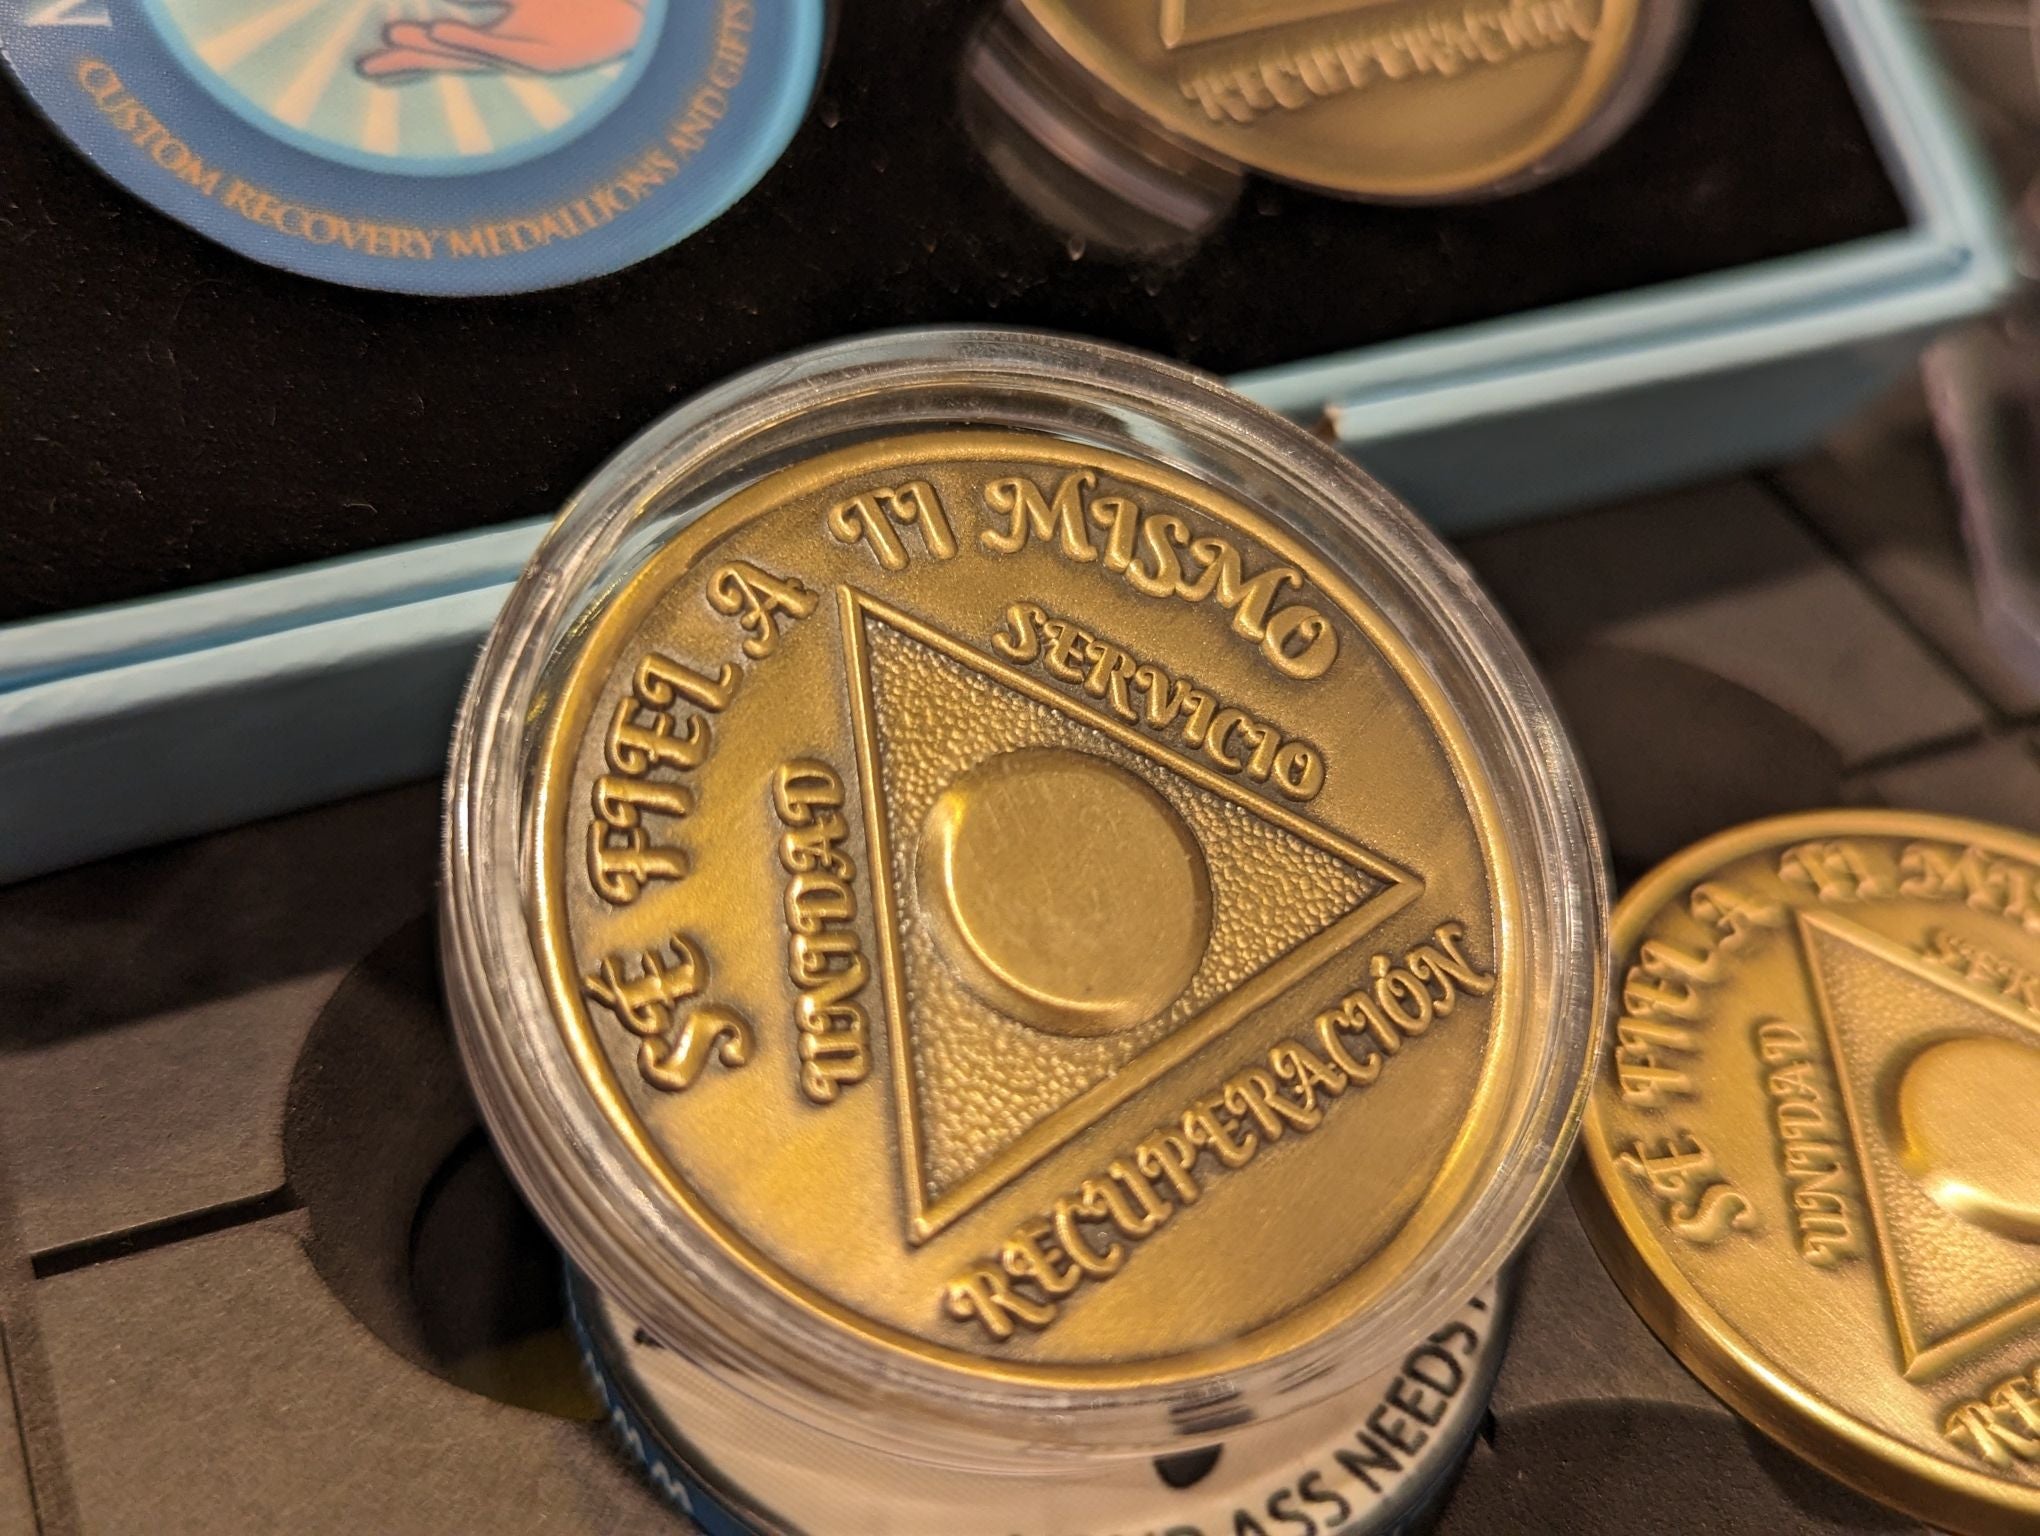 CUSTOM RECOVERY MEDALLIONS AND GIFTS
RECUPERACIÓN
SÉ FIEL A TI MISMO
SERVICIO
UNIDAD
RECUPERACIÓN
SÉ FIEL A TI
UNIDAD
ASS NEEDS